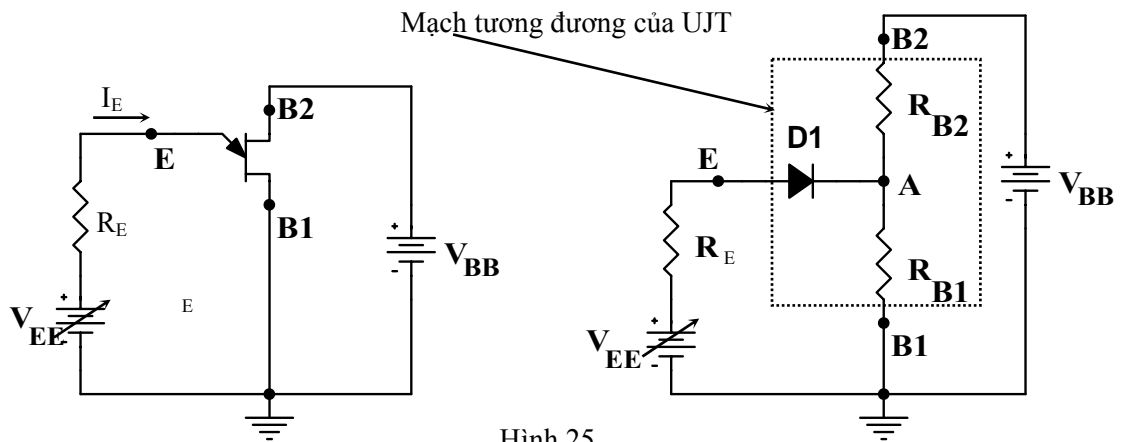 Mạch tương đương của UJT
I_E
B2
E
R_E
B1
V_BB
E
V_EE
+
-
+
-
B2
R_B2
D1
E
A
V_BB
R_E
R_B1
V_EE
B1
+
-
+
-
Hình 25